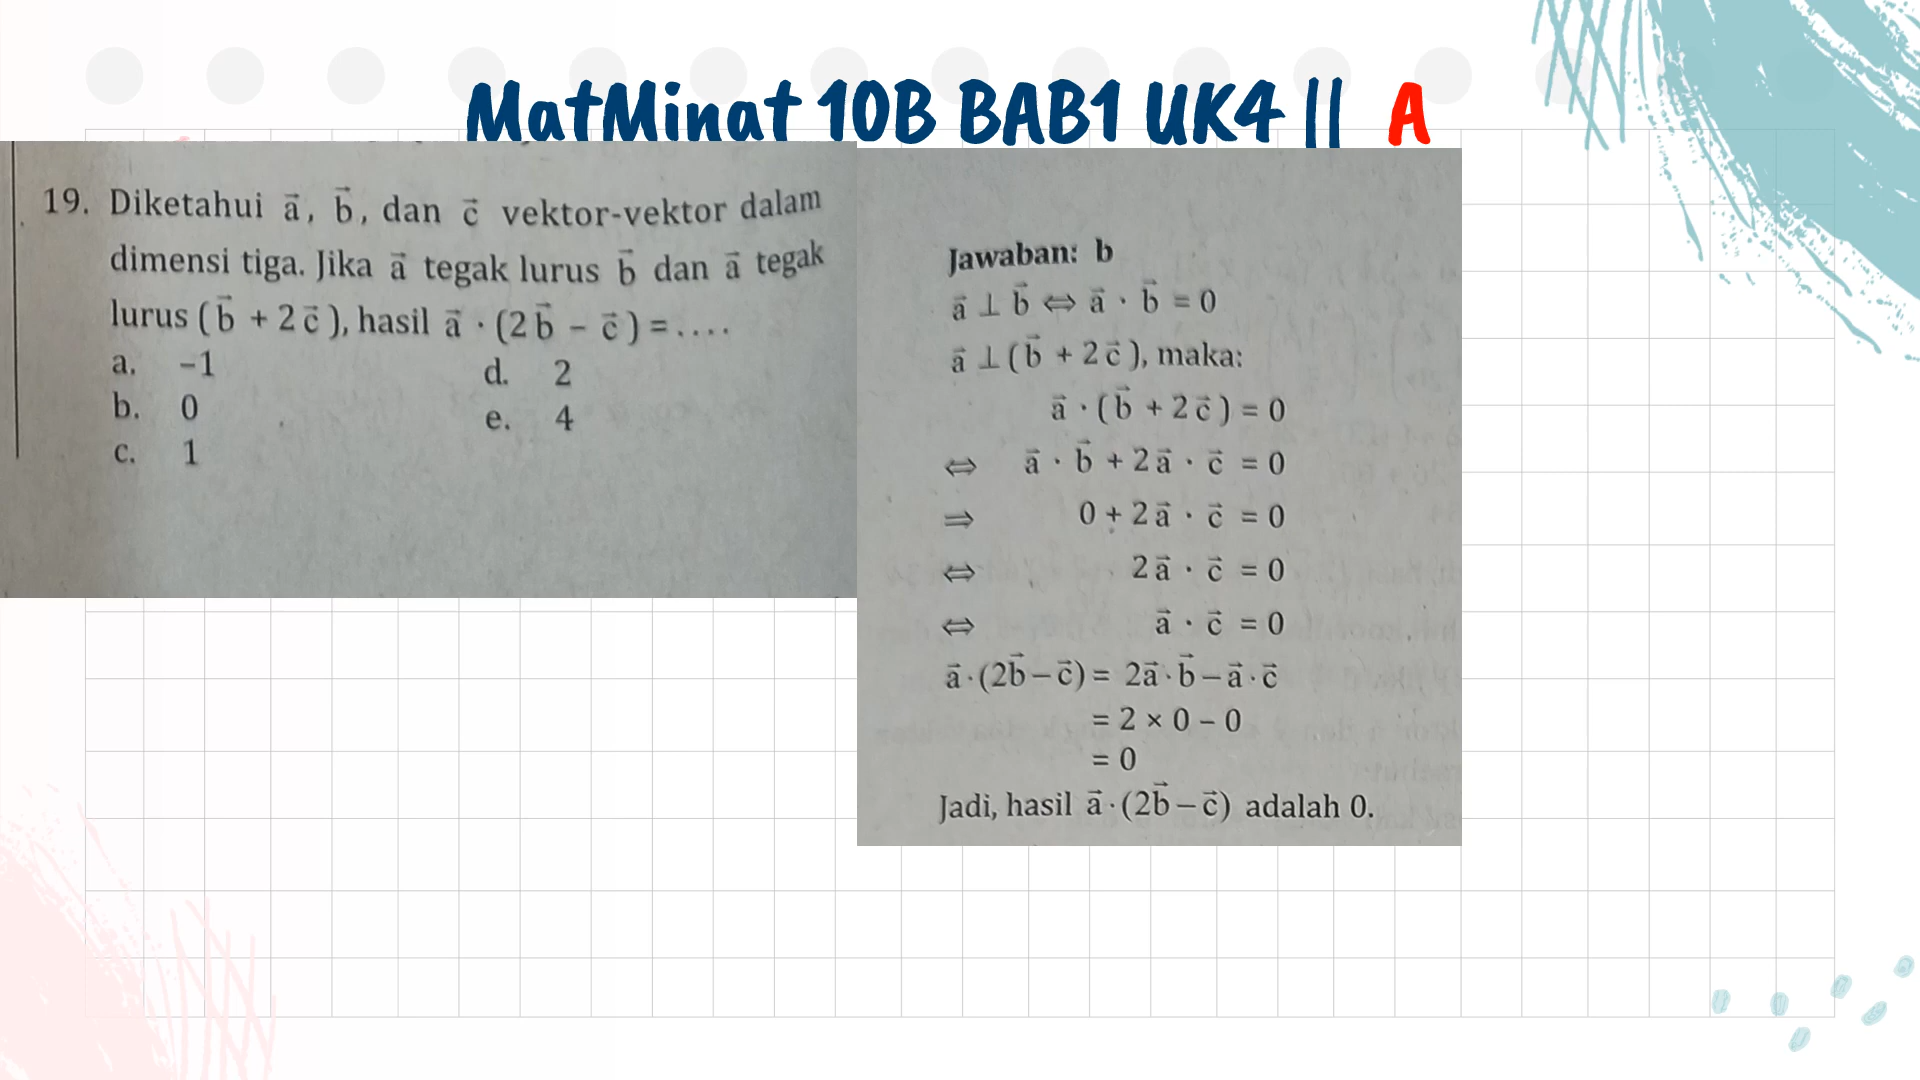 MatMinat 10B BAB1 UK4 || A
19. Diketahui a⃗, b⃗, dan c⃗ vektor-vektor dalam
dimensi tiga. Jika a⃗ tegak lurus b⃗ dan a⃗ tegak
lurus (b⃗ + 2c⃗), hasil a⃗ · (2b⃗ − c⃗) = ....
a. −1
b. 0
c. 1
d. 2
e. 4
Jawaban: b
a⃗ ⊥ b⃗ ⇔ a⃗ · b⃗ = 0
a⃗ ⊥ (b⃗ + 2c⃗), maka:
a⃗ · (b⃗ + 2c⃗) = 0
⇔ a⃗ · b⃗ + 2a⃗ · c⃗ = 0
⇒ 0 + 2a⃗ · c⃗ = 0
⇔ 2a⃗ · c⃗ = 0
⇔ a⃗ · c⃗ = 0
a⃗ · (2b⃗ − c⃗) = 2a⃗ · b⃗ − a⃗ · c⃗
= 2 × 0 − 0
= 0
Jadi, hasil a⃗ · (2b⃗ − c⃗) adalah 0.